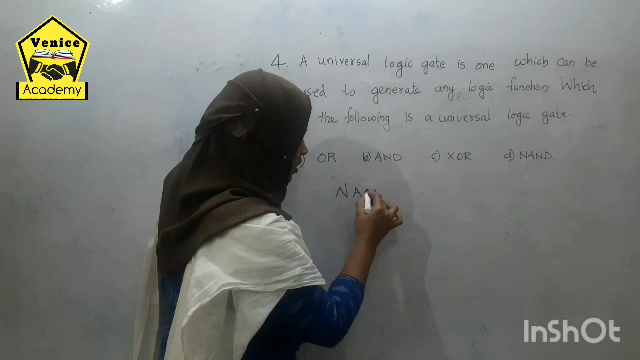 Venice
Academy
4. A universal logic gate is one which can be
used to generate any logic function. Which
the following is a universal logic gate.
OR b) AND c) XOR d) NAND.
NAN
InShOt